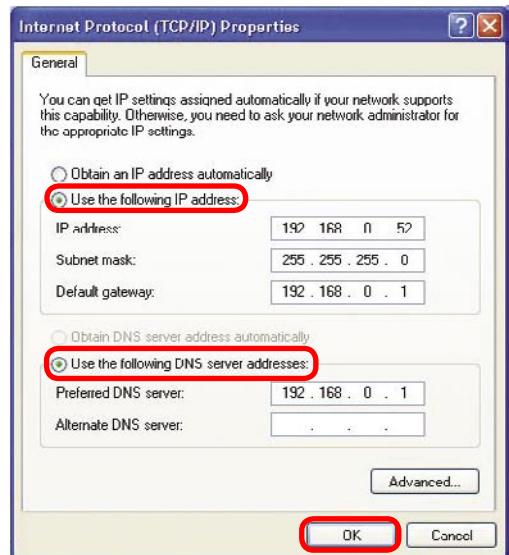 Internet Protocol (TCP/IP) Properties
General
You can get IP settings assigned automatically if your network supports
this capability. Otherwise, you need to ask your network administrator for
the appropriate IP settings.
Obtain an IP address automatically
Use the following IP address:
IP address: 192 168 0 52
Subnet mask: 255 . 255 . 255 . 0
Default gateway: 192 . 168 . 0 . 1
Obtain DNS server address automatically
Use the following DNS server addresses:
Preferred DNS server: 192 . 168 . 0 . 1
Alternate DNS server: . . .
Advanced...
OK Cancel